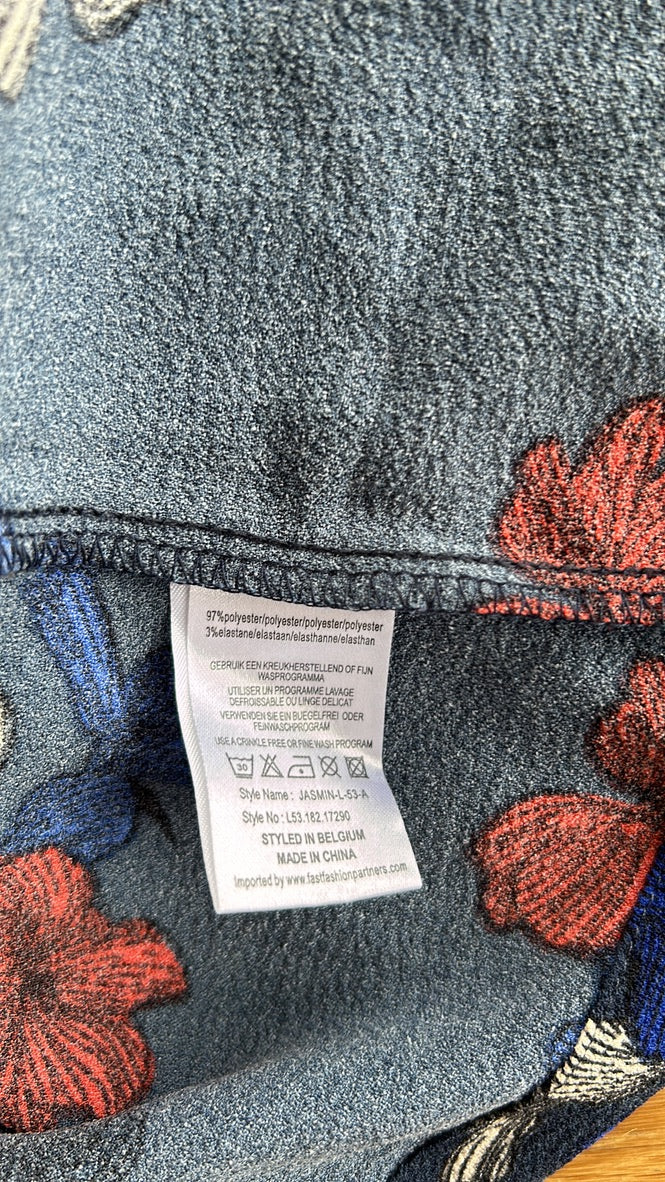 97%polyester/polyester/polyester/polyester
3%elastane/elastaan/elasthanne/elasthan
GEBRUIK EEN KREUKHERSTELLEND OF FIJN
WASPROGRAMMA
UTILISER UN PROGRAMME LAVAGE
DEFROISSABLE OU LINGE DELICAT
VERWENDEN SIE EIN BUEGELFREI ODER
FEINWASCHPROGRAM
USE A CRINKLE FREE OR FINE WASH PROGRAM
30
Style Name : JASMIN-L-53-A
Style No : L53.182.17290
STYLED IN BELGIUM
MADE IN CHINA
Imported by www.fastfashionpartners.com